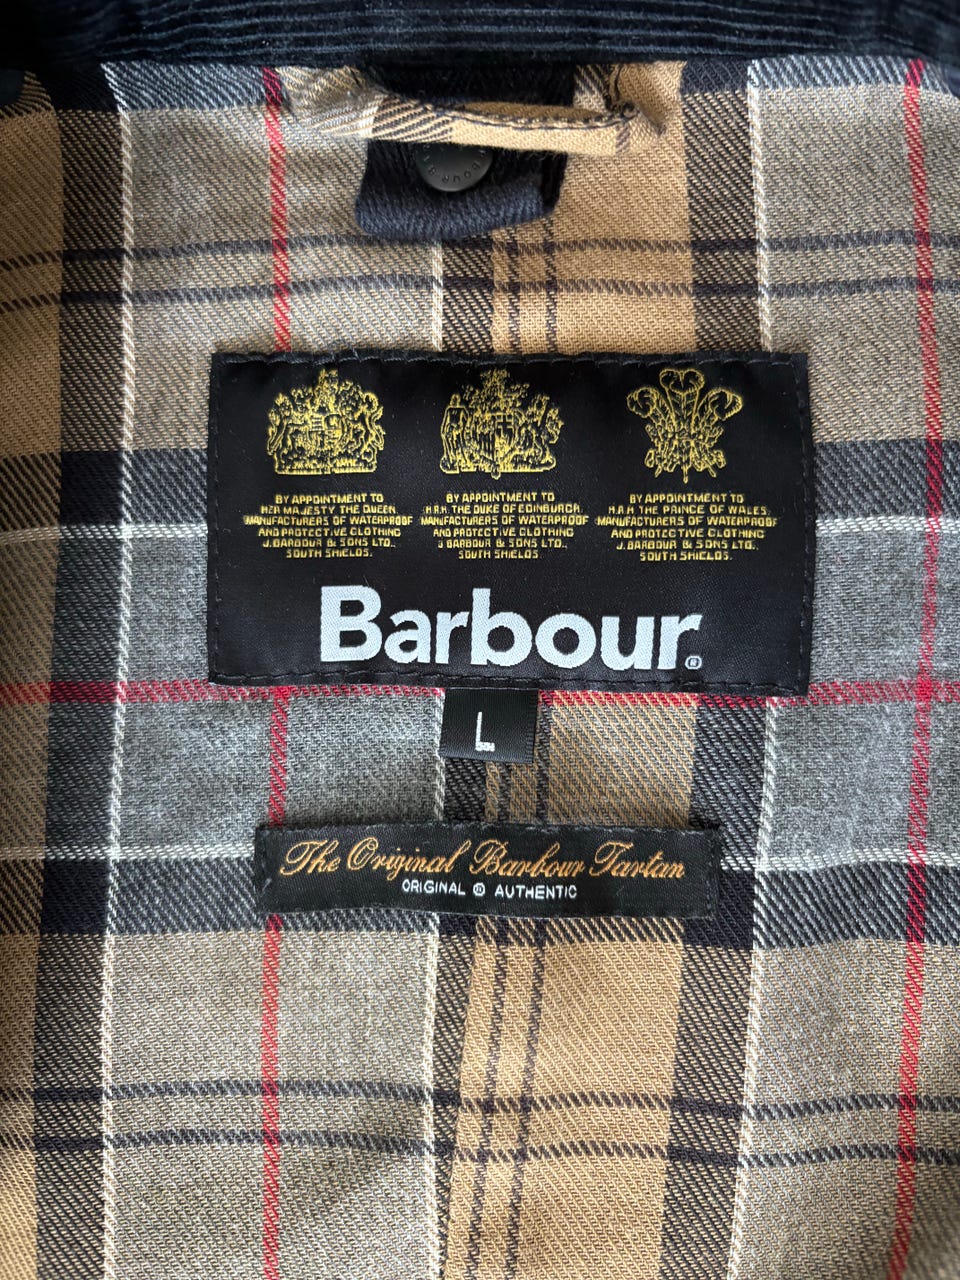 BY APPOINTMENT TO
HER MAJESTY THE QUEEN
MANUFACTURERS OF WATERPROOF
AND PROTECTIVE CLOTHING
J. BARBOUR & SONS LTD.,
SOUTH SHIELDS.
BY APPOINTMENT TO
H.R.H. THE DUKE OF EDINBURGH,
MANUFACTURERS OF WATERPROOF
AND PROTECTIVE CLOTHING
J BARBOUR & SONS LTD.,
SOUTH SHIELDS.
BY APPOINTMENT TO
H.R.H THE PRINCE OF WALES,
MANUFACTURERS OF WATERPROOF
AND PROTECTIVE CLOTHING
J. BARBOUR & SONS LTD.,
SOUTH SHIELDS.
Barbour®
L
The Original Barbour Tartan
ORIGINAL AUTHENTIC